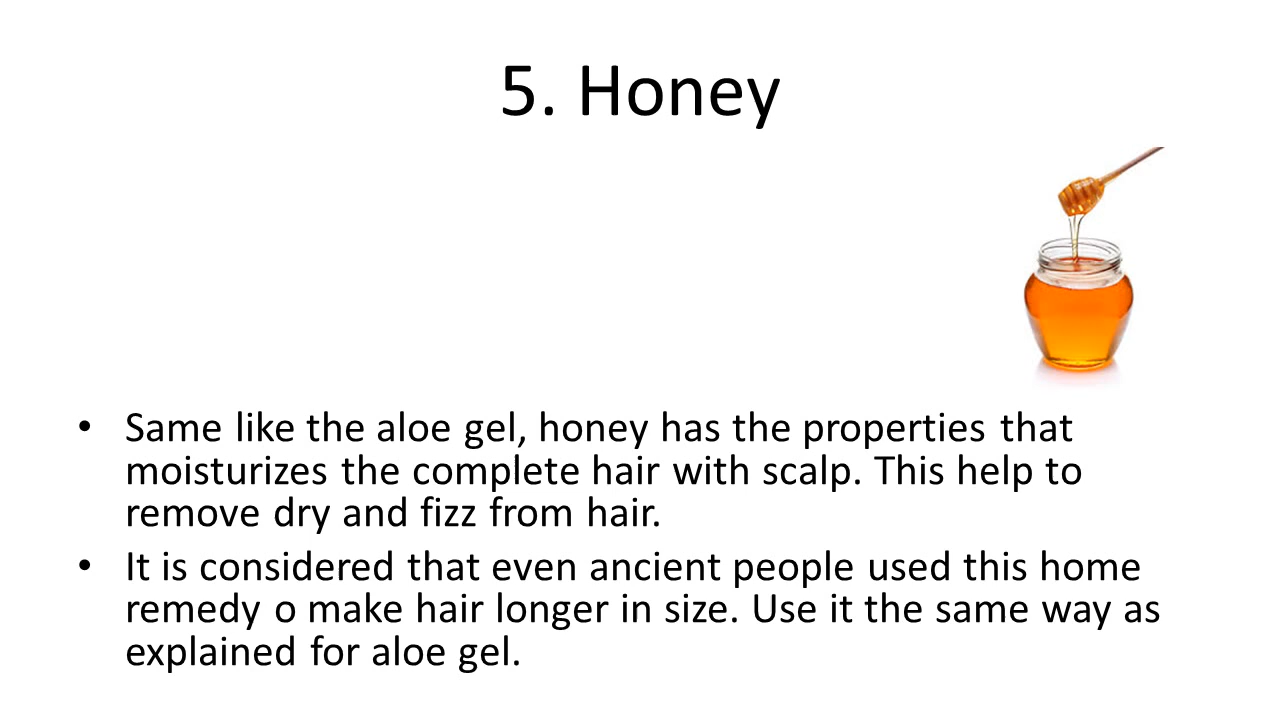 5. Honey
• Same like the aloe gel, honey has the properties that
moisturizes the complete hair with scalp. This help to
remove dry and fizz from hair.
• It is considered that even ancient people used this home
remedy o make hair longer in size. Use it the same way as
explained for aloe gel.